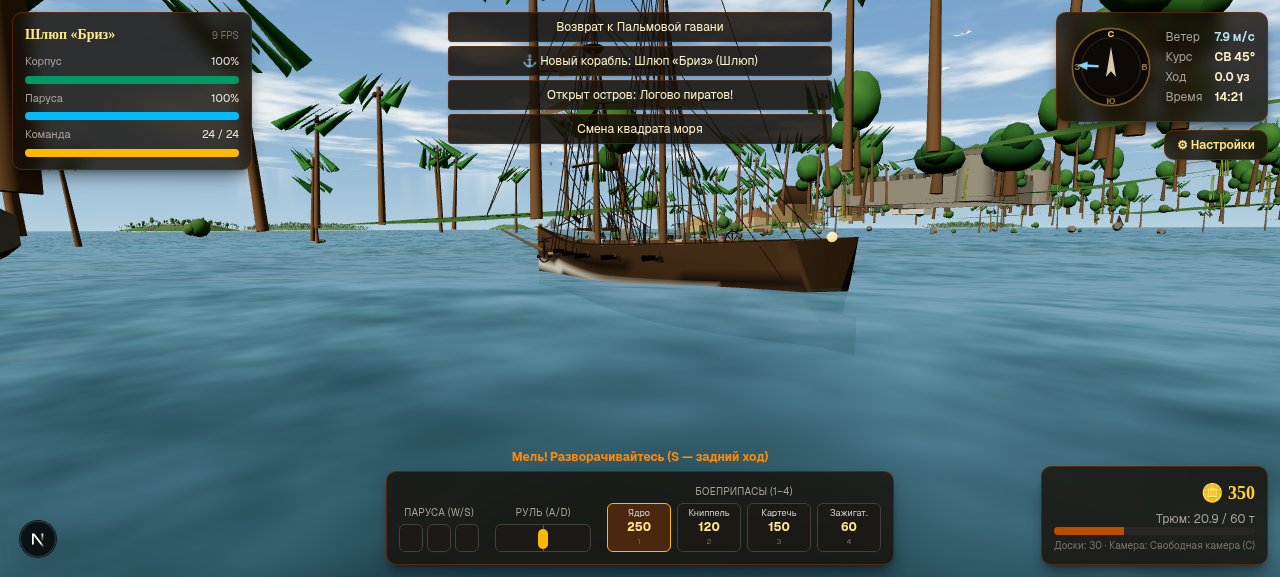 Шлюп «Бриз» 9 FPS
Корпус 100%
Паруса 100%
Команда 24 / 24
Возврат к Пальмовой гавани
⚓ Новый корабль: Шлюп «Бриз» (Шлюп)
Открыт остров: Логово пиратов!
Смена квадрата моря
С
З
В
Ю
Ветер 7.9 м/с
Курс СВ 45°
Ход 0.0 уз
Время 14:21
⚙ Настройки
Мель! Разворачивайтесь (S — задний ход)
ПАРУСА (W/S)
РУЛЬ (A/D)
БОЕПРИПАСЫ (1–4)
Ядро
250
1
Книппель
120
2
Картечь
150
3
Зажигат.
60
4
350
Трюм: 20.9 / 60 т
Доски: 30 · Камера: Свободная камера (C)
N